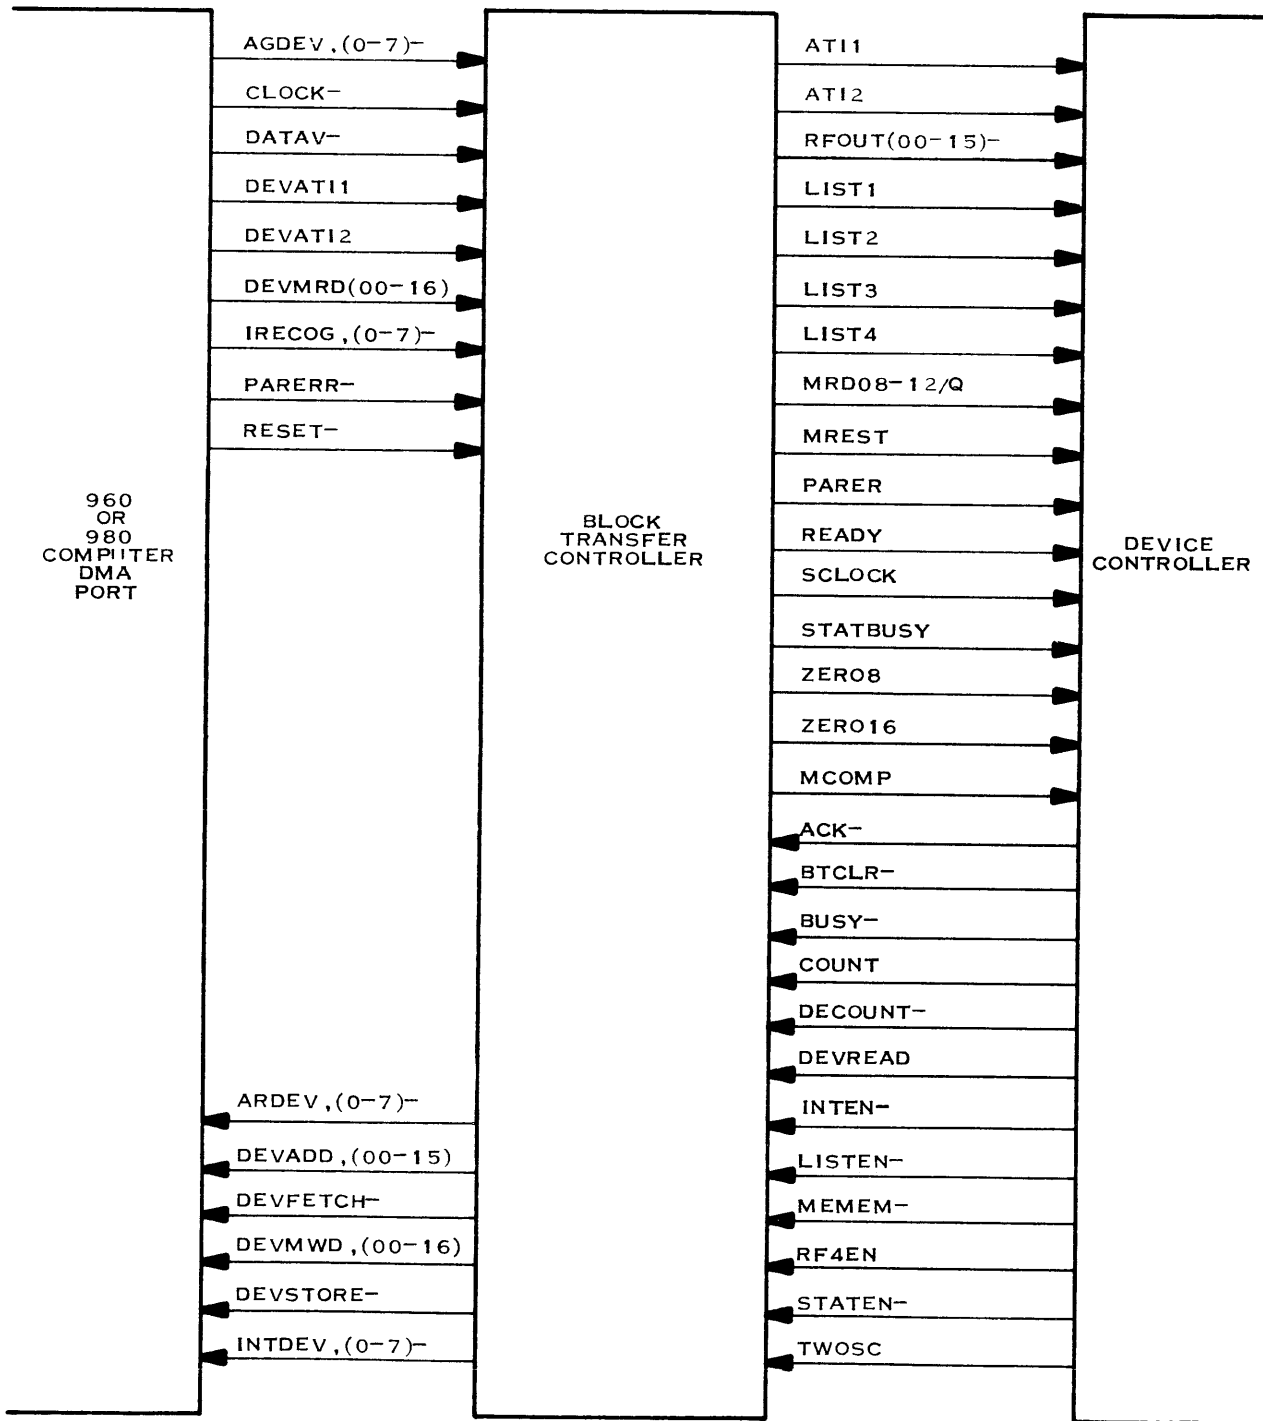 AGDEV,(0-7)-
CLOCK-
DATAV-
DEVATI1
DEVATI2
DEVMRD(00-16)
IRECOG,(0-7)-
PARERR-
RESET-
960
OR
980
COMPUTER
DMA
PORT
ARDEV,(0-7)-
DEVADD,(00-15)
DEVFETCH-
DEVMWD,(00-16)
DEVSTORE-
INTDEV,(0-7)-
BLOCK
TRANSFER
CONTROLLER
ATI1
ATI2
RFOUT(00-15)-
LIST1
LIST2
LIST3
LIST4
MRD08-12/Q
MREST
PARER
READY
SCLOCK
STATBUSY
ZERO8
ZERO16
MCOMP
ACK-
BTCLR-
BUSY-
COUNT
DECOUNT-
DEVREAD
INTEN-
LISTEN-
MEMEM-
RF4EN
STATEN-
TWOSC
DEVICE
CONTROLLER